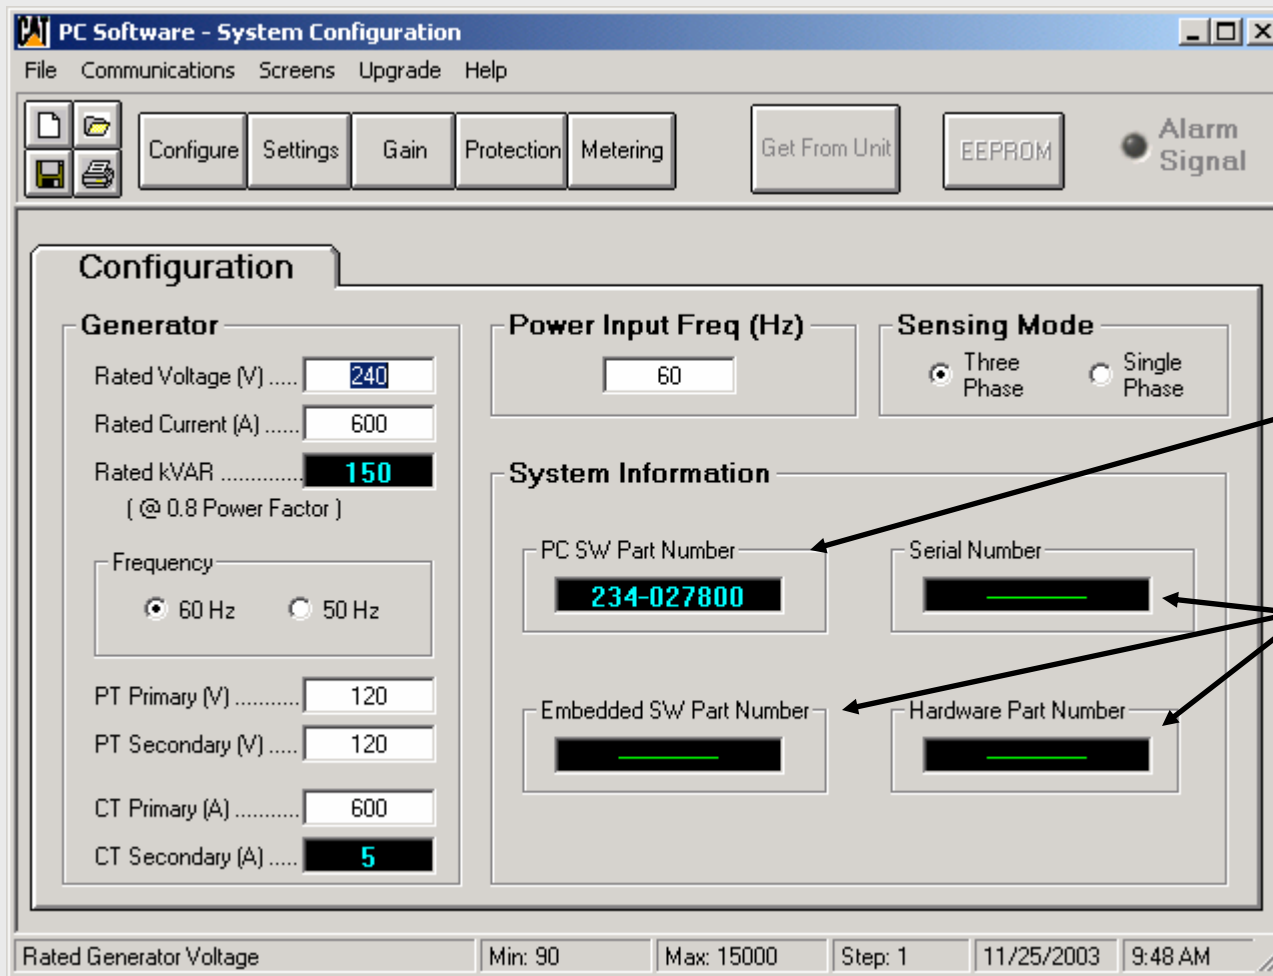 CAT PC Software - System Configuration
File Communications Screens Upgrade Help
Configure Settings Gain Protection Metering Get From Unit EEPROM Alarm Signal
Configuration
Generator
Rated Voltage (V) ..... 240
Rated Current (A) ...... 600
Rated kVAR ............. 150
( @ 0.8 Power Factor )
Frequency
60 Hz 50 Hz
PT Primary (V) ........... 120
PT Secondary (V) ..... 120
CT Primary (A) ........... 600
CT Secondary (A) ..... 5
Power Input Freq (Hz)
60
Sensing Mode
Three Phase Single Phase
System Information
PC SW Part Number
234-027800
Serial Number
Embedded SW Part Number
Hardware Part Number
Rated Generator Voltage Min: 90 Max: 15000 Step: 1 11/25/2003 9:48 AM